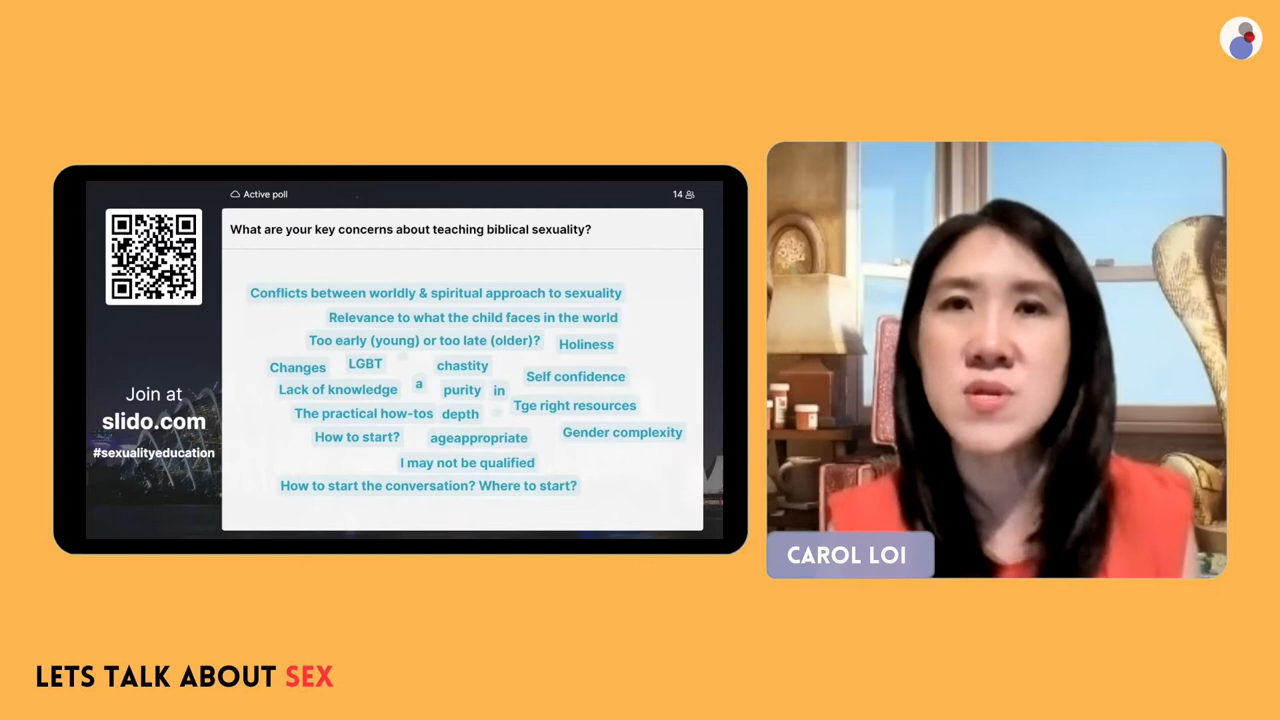 Active poll
14
What are your key concerns about teaching biblical sexuality?
Conflicts between worldly & spiritual approach to sexuality
Relevance to what the child faces in the world
Too early (young) or too late (older)?
Holiness
Changes
LGBT
chastity
Self confidence
Lack of knowledge
a
purity
in
Tge right resources
The practical how-tos
depth
How to start?
ageappropriate
Gender complexity
I may not be qualified
How to start the conversation? Where to start?
Join at
slido.com
#sexualityeducation
CAROL LOI
LETS TALK ABOUT SEX